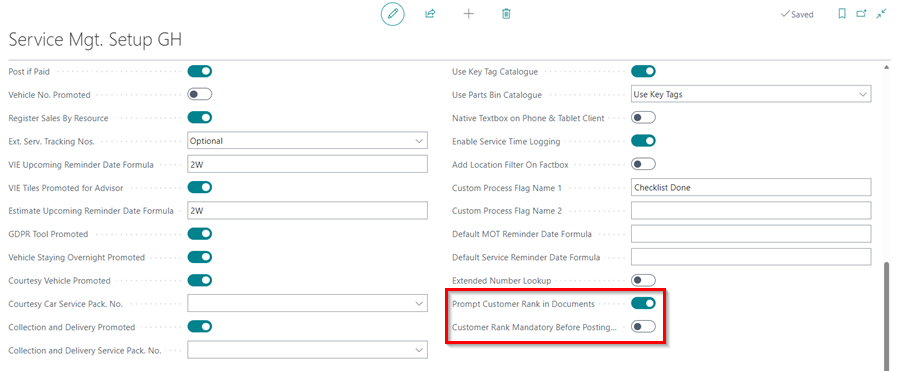 Saved
Service Mgt. Setup GH
Post if Paid
Vehicle No. Promoted
Register Sales By Resource
Ext. Serv. Tracking Nos.
Optional
VIE Upcoming Reminder Date Formula
2W
VIE Tiles Promoted for Advisor
Estimate Upcoming Reminder Date Formula
2W
GDPR Tool Promoted
Vehicle Staying Overnight Promoted
Courtesy Vehicle Promoted
Courtesy Car Service Pack. No.
Collection and Delivery Promoted
Collection and Delivery Service Pack. No.
Use Key Tag Catalogue
Use Parts Bin Catalogue
Use Key Tags
Native Textbox on Phone & Tablet Client
Enable Service Time Logging
Add Location Filter On Factbox
Custom Process Flag Name 1
Checklist Done
Custom Process Flag Name 2
Default MOT Reminder Date Formula
Default Service Reminder Date Formula
Extended Number Lookup
Prompt Customer Rank in Documents
Customer Rank Mandatory Before Posting...